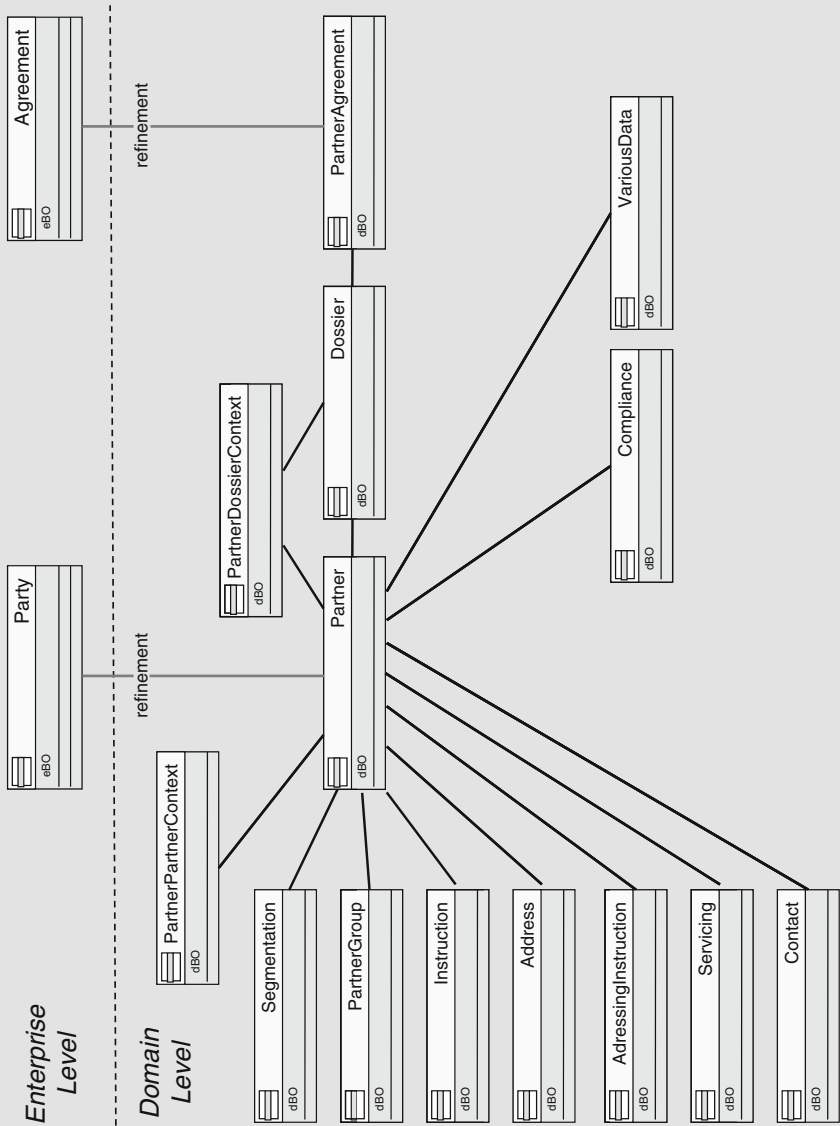 Enterprise
Level
Party
eBO
Agreement
eBO
Domain
Level
refinement
refinement
PartnerPartnerContext
dBO
PartnerDossierContext
dBO
Segmentation
dBO
Partner
dBO
Dossier
dBO
PartnerAgreement
dBO
PartnerGroup
dBO
Instruction
dBO
Address
dBO
AdressingInstruction
dBO
Compliance
dBO
VariousData
dBO
Servicing
dBO
Contact
dBO